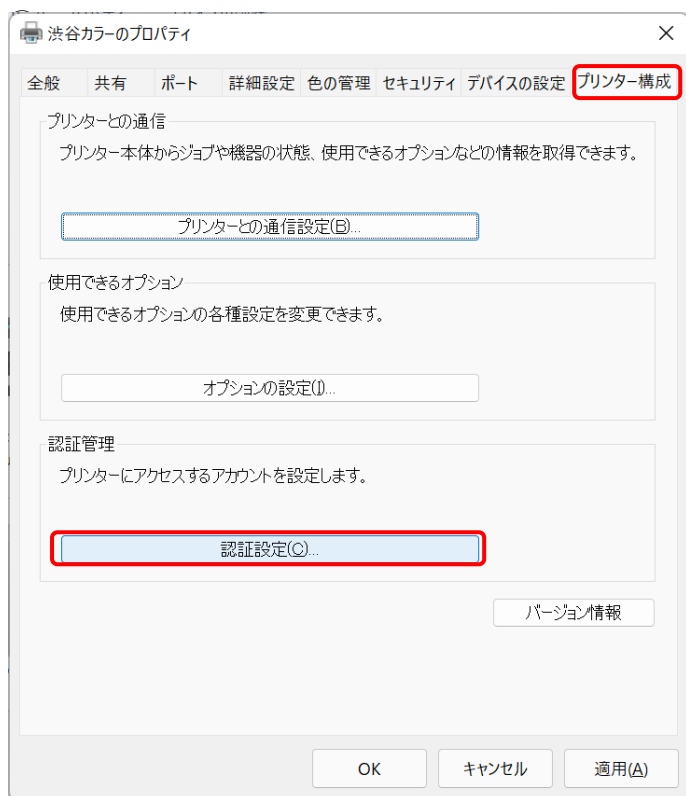 渋谷カラーのプロパティ
全般 共有 ポート 詳細設定 色の管理 セキュリティ デバイスの設定 プリンター構成
プリンターとの通信
プリンター本体からジョブや機器の状態、使用できるオプションなどの情報を取得できます。
プリンターとの通信設定(B)...
使用できるオプション
使用できるオプションの各種設定を変更できます。
オプションの設定(I)...
認証管理
プリンターにアクセスするアカウントを設定します。
認証設定(C)...
バージョン情報
OK キャンセル 適用(A)